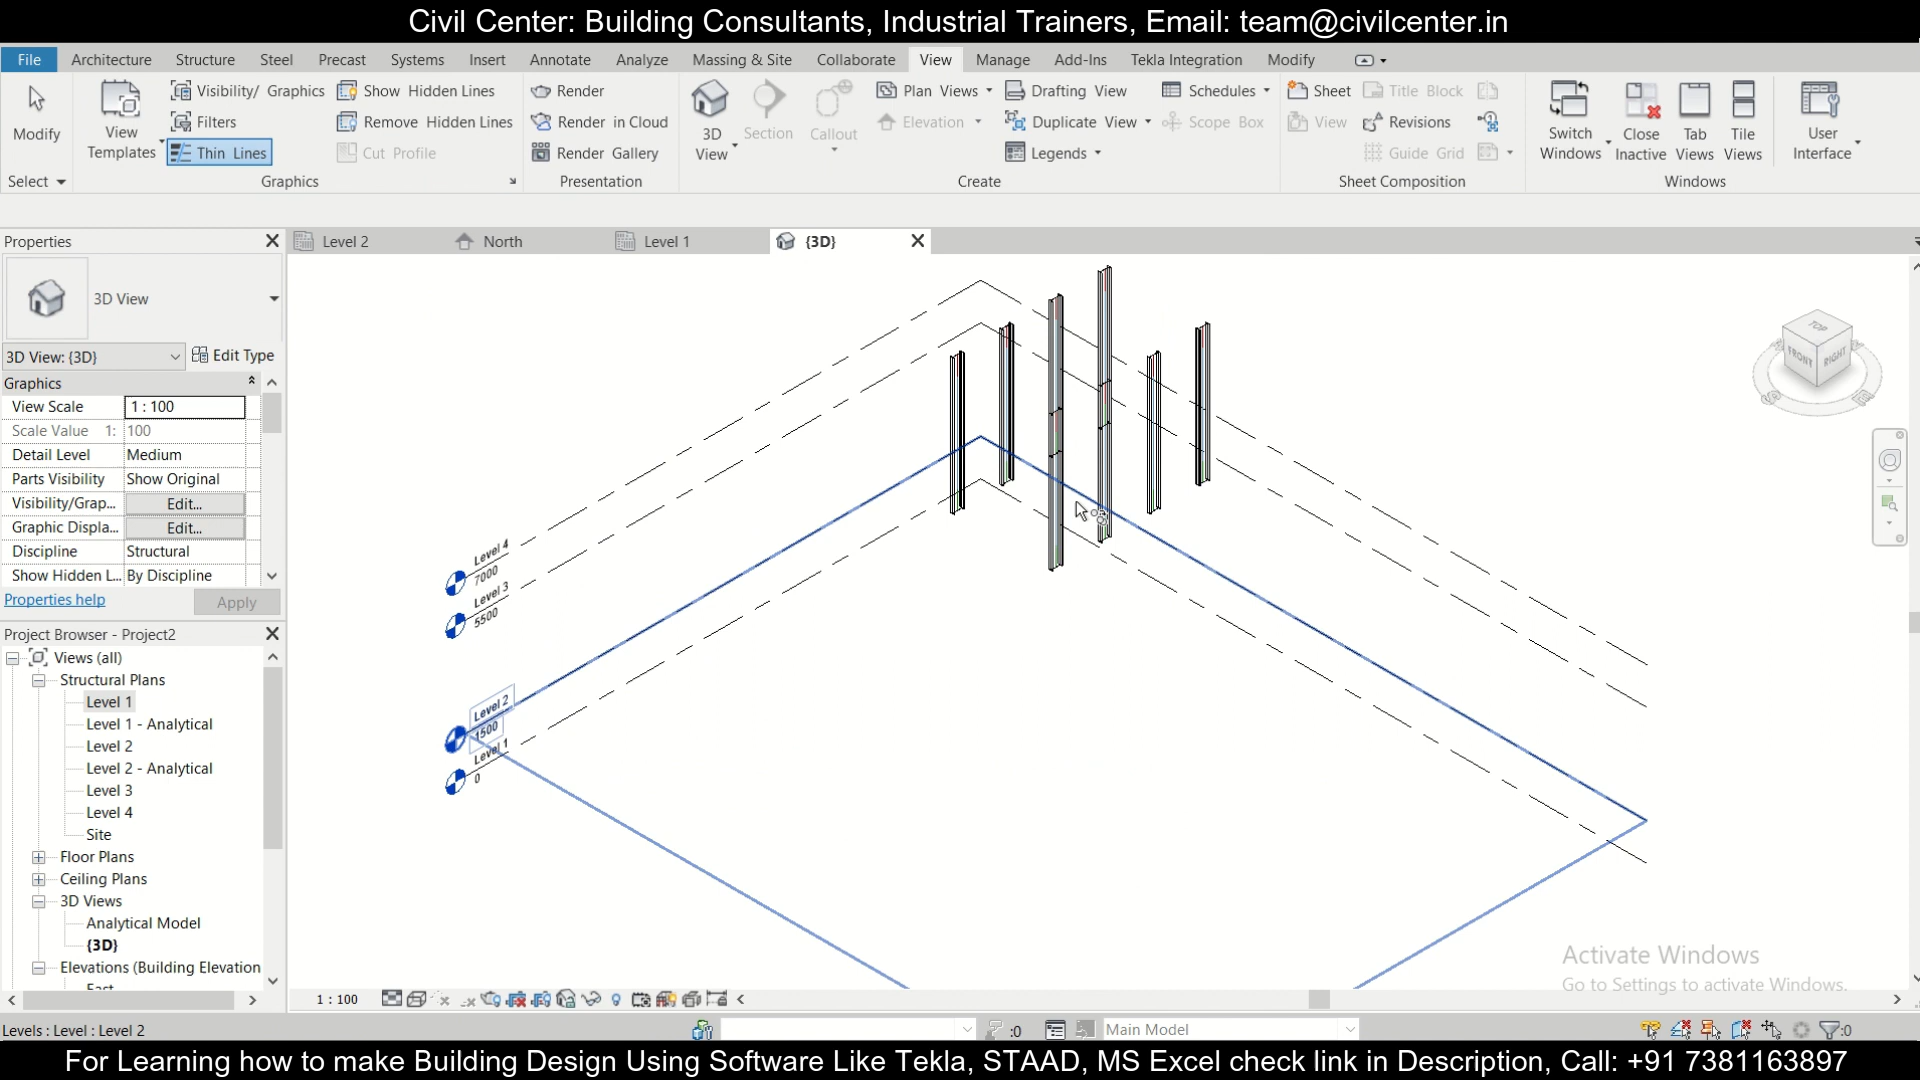 Civil Center: Building Consultants, Industrial Trainers, Email: team@civilcenter.in
File Architecture Structure Steel Precast Systems Insert Annotate Analyze Massing & Site Collaborate View Manage Add-Ins Tekla Integration Modify
Modify
View Templates
Visibility/ Graphics
Filters
Thin Lines
Show Hidden Lines
Remove Hidden Lines
Cut Profile
Render
Render in Cloud
Render Gallery
3D View
Section
Callout
Plan Views
Elevation
Drafting View
Duplicate View
Legends
Schedules
Scope Box
Sheet
View
Title Block
Revisions
Guide Grid
Switch Windows
Close Inactive
Tab Views
Tile Views
User Interface
Select Graphics Presentation Create Sheet Composition Windows
Properties
Level 2 North Level 1 {3D}
3D View
3D View: {3D} Edit Type
Graphics
View Scale 1 : 100
Scale Value 1: 100
Detail Level Medium
Parts Visibility Show Original
Visibility/Grap... Edit...
Graphic Displa... Edit...
Discipline Structural
Show Hidden L... By Discipline
Properties help Apply
Project Browser - Project2
Views (all)
Structural Plans
Level 1
Level 1 - Analytical
Level 2
Level 2 - Analytical
Level 3
Level 4
Site
Floor Plans
Ceiling Plans
3D Views
Analytical Model
{3D}
Elevations (Building Elevation
East
Level 4
7000
Level 3
5500
Level 2
1500
Level 1
0
TOP
FRONT RIGHT
Activate Windows
Go to Settings to activate Windows.
1 : 100
Levels : Level : Level 2
:0
Main Model
:0
For Learning how to make Building Design Using Software Like Tekla, STAAD, MS Excel check link in Description, Call: +91 7381163897